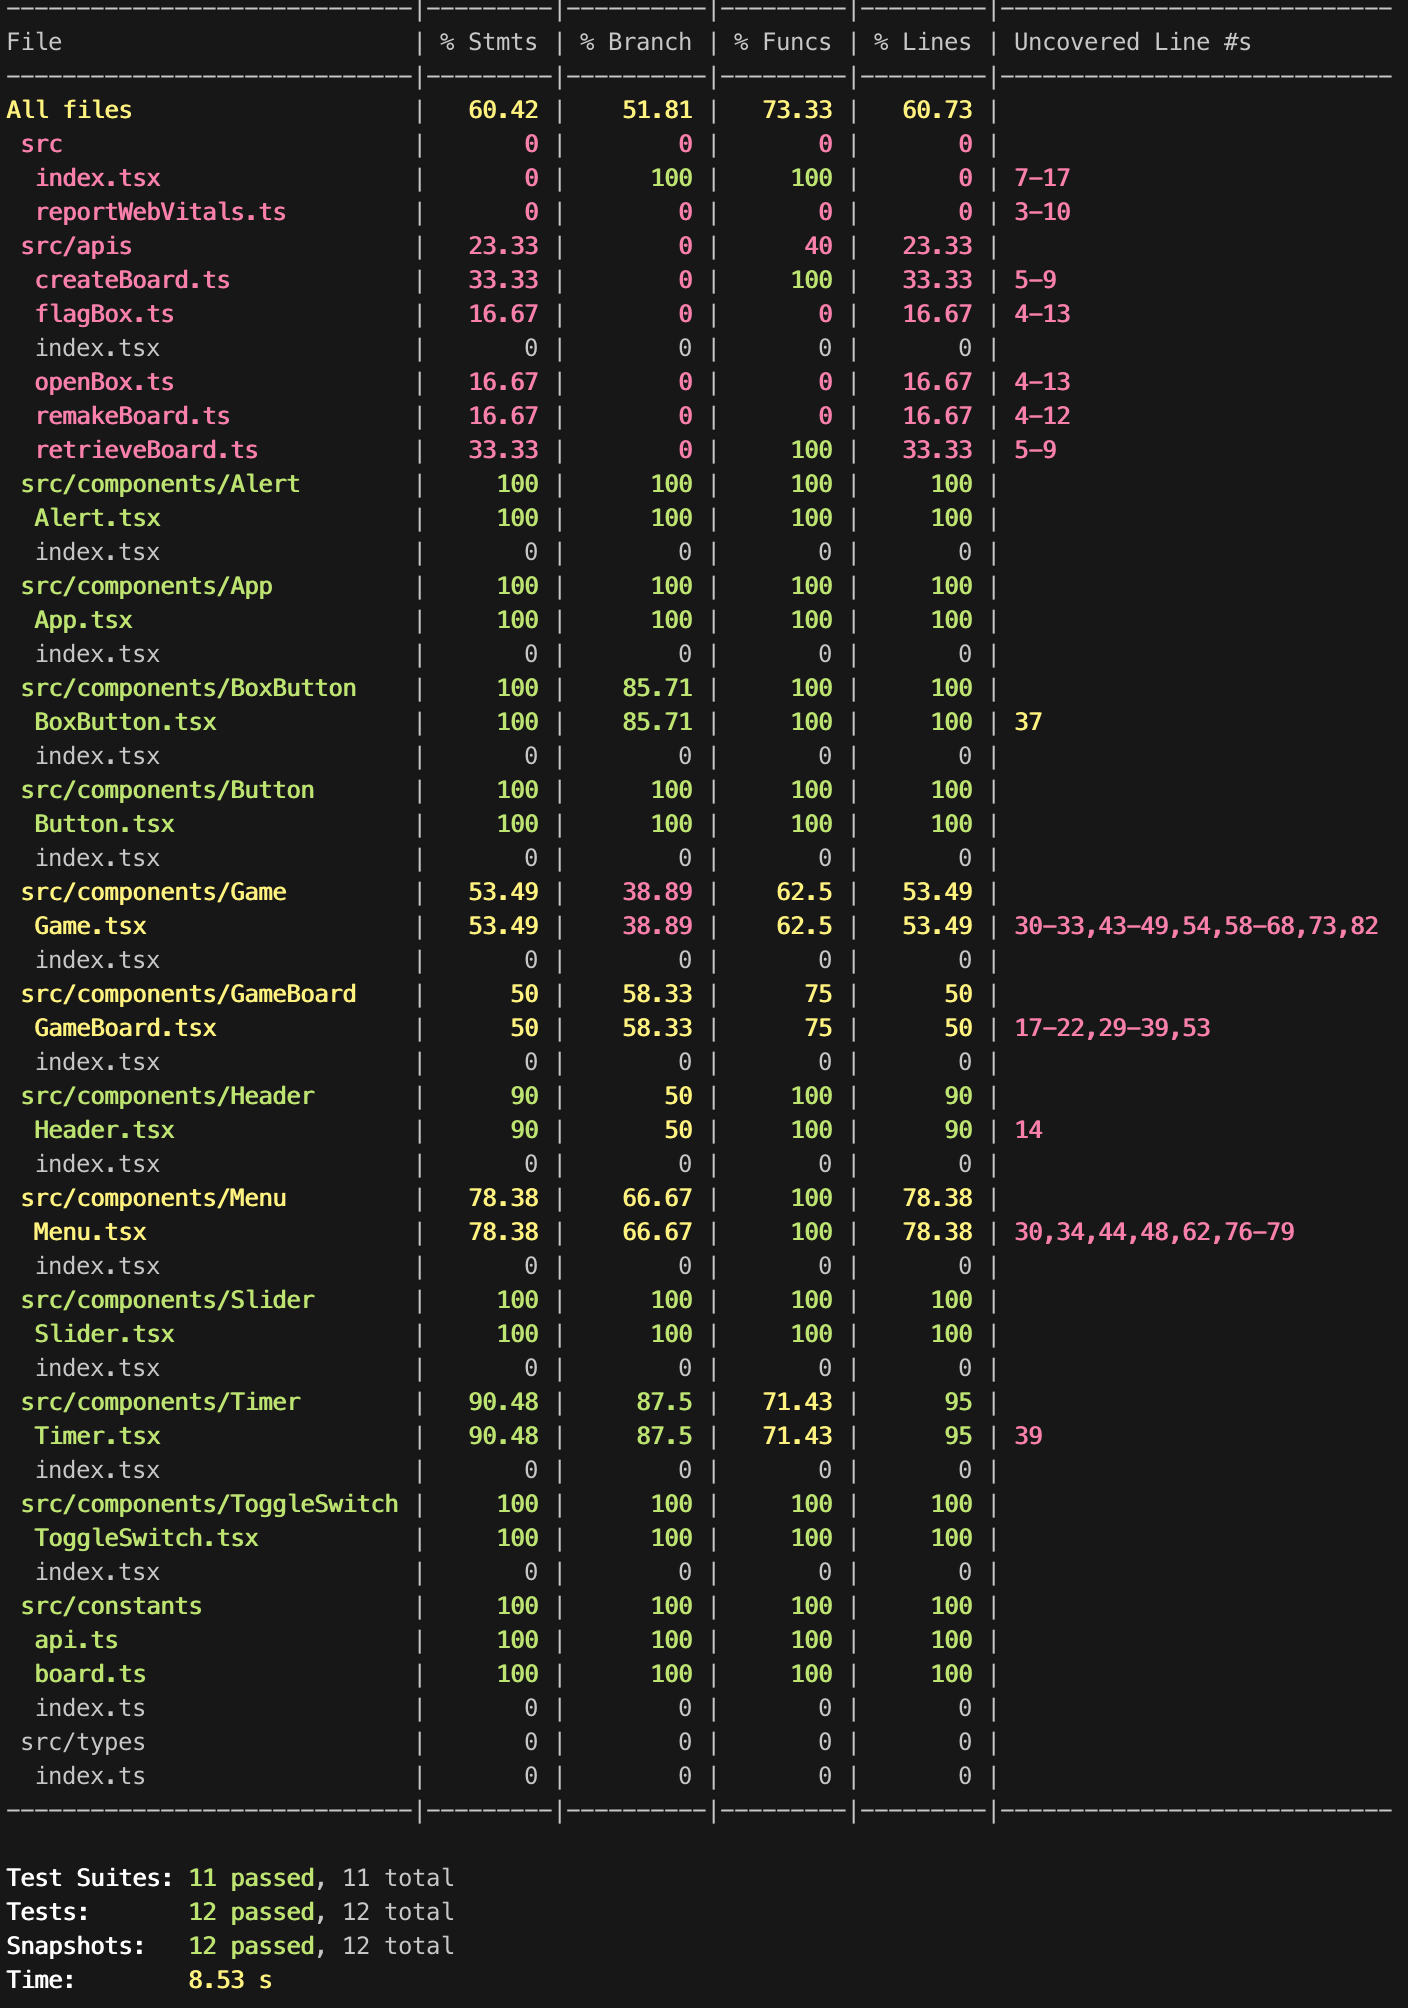 File | % Stmts | % Branch | % Funcs | % Lines | Uncovered Line #s
All files | 60.42 | 51.81 | 73.33 | 60.73 |
src | 0 | 0 | 0 | 0 |
index.tsx | 0 | 100 | 100 | 0 | 7-17
reportWebVitals.ts | 0 | 0 | 0 | 0 | 3-10
src/apis | 23.33 | 0 | 40 | 23.33 |
createBoard.ts | 33.33 | 0 | 100 | 33.33 | 5-9
flagBox.ts | 16.67 | 0 | 0 | 16.67 | 4-13
index.tsx | 0 | 0 | 0 | 0 |
openBox.ts | 16.67 | 0 | 0 | 16.67 | 4-13
remakeBoard.ts | 16.67 | 0 | 0 | 16.67 | 4-12
retrieveBoard.ts | 33.33 | 0 | 100 | 33.33 | 5-9
src/components/Alert | 100 | 100 | 100 | 100 |
Alert.tsx | 100 | 100 | 100 | 100 |
index.tsx | 0 | 0 | 0 | 0 |
src/components/App | 100 | 100 | 100 | 100 |
App.tsx | 100 | 100 | 100 | 100 |
index.tsx | 0 | 0 | 0 | 0 |
src/components/BoxButton | 100 | 85.71 | 100 | 100 |
BoxButton.tsx | 100 | 85.71 | 100 | 100 | 37
index.tsx | 0 | 0 | 0 | 0 |
src/components/Button | 100 | 100 | 100 | 100 |
Button.tsx | 100 | 100 | 100 | 100 |
index.tsx | 0 | 0 | 0 | 0 |
src/components/Game | 53.49 | 38.89 | 62.5 | 53.49 |
Game.tsx | 53.49 | 38.89 | 62.5 | 53.49 | 30-33,43-49,54,58-68,73,82
index.tsx | 0 | 0 | 0 | 0 |
src/components/GameBoard | 50 | 58.33 | 75 | 50 |
GameBoard.tsx | 50 | 58.33 | 75 | 50 | 17-22,29-39,53
index.tsx | 0 | 0 | 0 | 0 |
src/components/Header | 90 | 50 | 100 | 90 |
Header.tsx | 90 | 50 | 100 | 90 | 14
index.tsx | 0 | 0 | 0 | 0 |
src/components/Menu | 78.38 | 66.67 | 100 | 78.38 |
Menu.tsx | 78.38 | 66.67 | 100 | 78.38 | 30,34,44,48,62,76-79
index.tsx | 0 | 0 | 0 | 0 |
src/components/Slider | 100 | 100 | 100 | 100 |
Slider.tsx | 100 | 100 | 100 | 100 |
index.tsx | 0 | 0 | 0 | 0 |
src/components/Timer | 90.48 | 87.5 | 71.43 | 95 |
Timer.tsx | 90.48 | 87.5 | 71.43 | 95 | 39
index.tsx | 0 | 0 | 0 | 0 |
src/components/ToggleSwitch | 100 | 100 | 100 | 100 |
ToggleSwitch.tsx | 100 | 100 | 100 | 100 |
index.tsx | 0 | 0 | 0 | 0 |
src/constants | 100 | 100 | 100 | 100 |
api.ts | 100 | 100 | 100 | 100 |
board.ts | 100 | 100 | 100 | 100 |
index.ts | 0 | 0 | 0 | 0 |
src/types | 0 | 0 | 0 | 0 |
index.ts | 0 | 0 | 0 | 0 |
Test Suites: 11 passed, 11 total
Tests: 12 passed, 12 total
Snapshots: 12 passed, 12 total
Time: 8.53 s